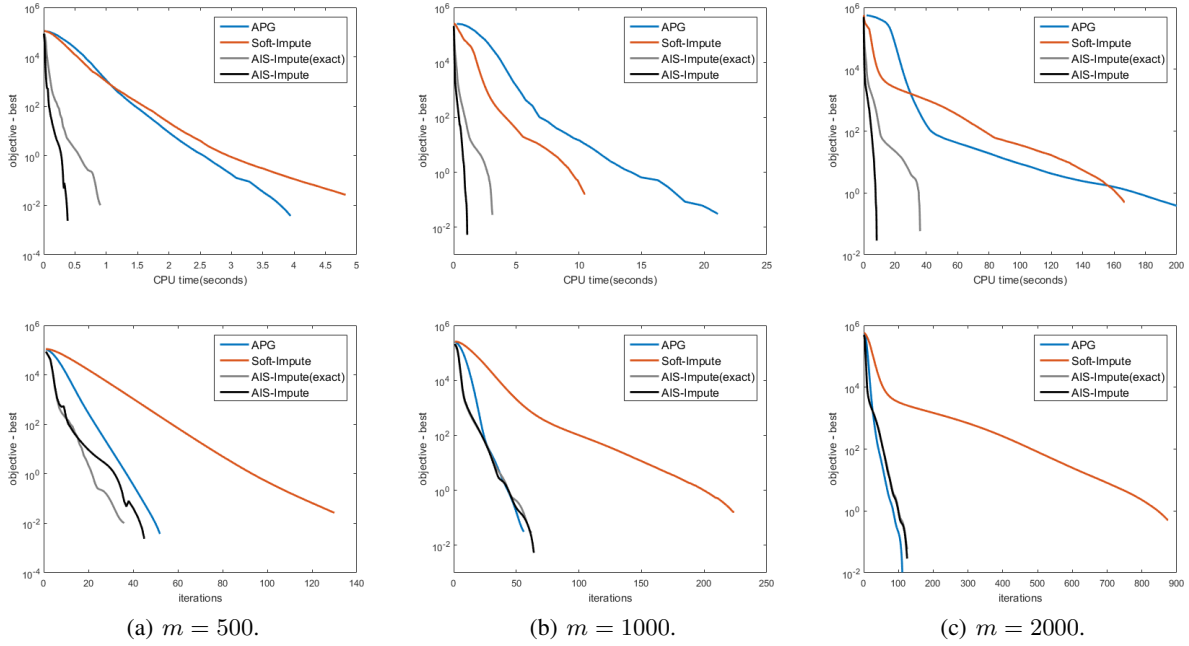 10^6
10^4
10^2
10^0
10^-2
10^-4
objective - best
0 0.5 1 1.5 2 2.5 3 3.5 4 4.5 5
CPU time(seconds)
APG
Soft-Impute
AIS-Impute(exact)
AIS-Impute
10^6
10^4
10^2
10^0
10^-2
objective - best
0 5 10 15 20 25
CPU time(seconds)
APG
Soft-Impute
AIS-Impute(exact)
AIS-Impute
10^6
10^4
10^2
10^0
10^-2
objective - best
0 20 40 60 80 100 120 140 160 180 200
CPU time(seconds)
APG
Soft-Impute
AIS-Impute(exact)
AIS-Impute
10^6
10^4
10^2
10^0
10^-2
10^-4
objective - best
0 20 40 60 80 100 120 140
iterations
APG
Soft-Impute
AIS-Impute(exact)
AIS-Impute
10^6
10^4
10^2
10^0
10^-2
objective - best
0 50 100 150 200 250
iterations
APG
Soft-Impute
AIS-Impute(exact)
AIS-Impute
10^6
10^4
10^2
10^0
10^-2
objective - best
0 100 200 300 400 500 600 700 800 900
iterations
APG
Soft-Impute
AIS-Impute(exact)
AIS-Impute
(a) m = 500.
(b) m = 1000.
(c) m = 2000.